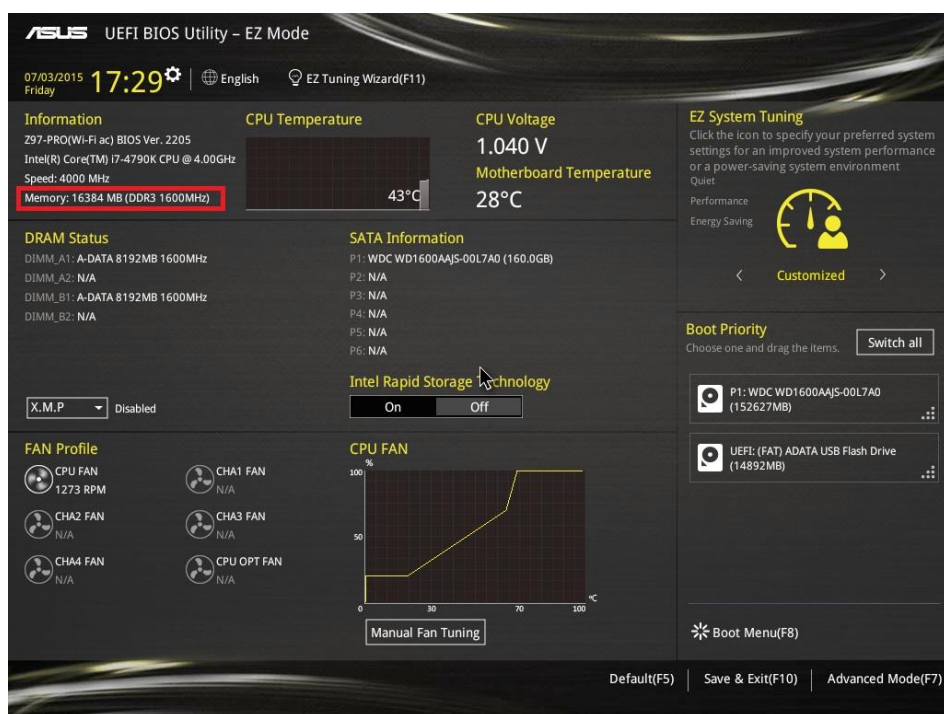 ASUS UEFI BIOS Utility – EZ Mode
07/03/2015
Friday
17:29
English
EZ Tuning Wizard(F11)
Information
Z97-PRO(Wi-Fi ac) BIOS Ver. 2205
Intel(R) Core(TM) i7-4790K CPU @ 4.00GHz
Speed: 4000 MHz
Memory: 16384 MB (DDR3 1600MHz)
CPU Temperature
43°C
CPU Voltage
1.040 V
Motherboard Temperature
28°C
EZ System Tuning
Click the icon to specify your preferred system
settings for an improved system performance
or a power-saving system environment
Quiet
Performance
Energy Saving
Customized
DRAM Status
DIMM_A1: A-DATA 8192MB 1600MHz
DIMM_A2: N/A
DIMM_B1: A-DATA 8192MB 1600MHz
DIMM_B2: N/A
X.M.P Disabled
SATA Information
P1: WDC WD1600AAJS-00L7A0 (160.0GB)
P2: N/A
P3: N/A
P4: N/A
P5: N/A
P6: N/A
Intel Rapid Storage Technology
On Off
Boot Priority
Choose one and drag the items.
Switch all
P1: WDC WD1600AAJS-00L7A0
(152627MB)
UEFI: (FAT) ADATA USB Flash Drive
(14892MB)
FAN Profile
CPU FAN
1273 RPM
CHA1 FAN
N/A
CHA2 FAN
N/A
CHA3 FAN
N/A
CHA4 FAN
N/A
CPU OPT FAN
N/A
CPU FAN
%
100
50
0 30 70 100
°C
Manual Fan Tuning
Boot Menu(F8)
Default(F5)
Save & Exit(F10)
Advanced Mode(F7)